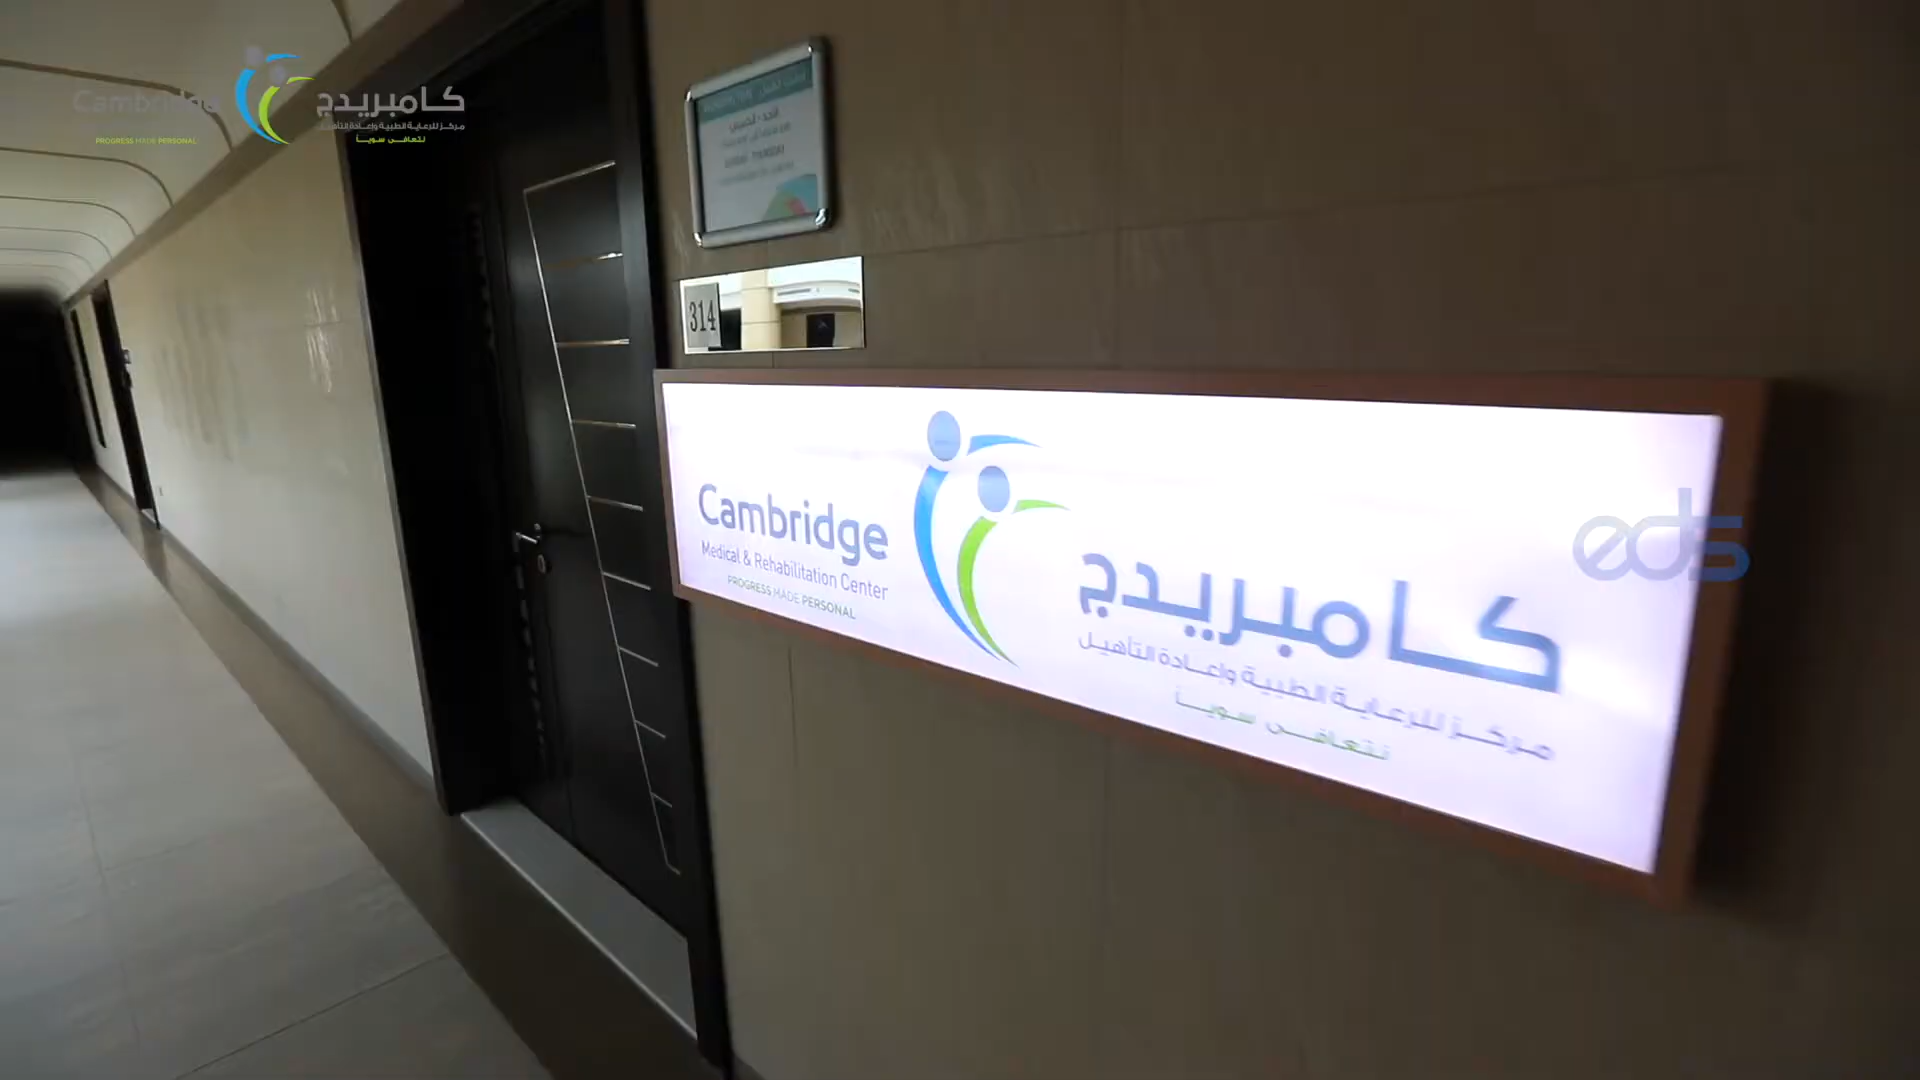 Cambridge
PROGRESS MADE PERSONAL
كامبريدج
مركز للرعاية الطبية وإعادة التأهيل
نتعافى سوياً
314
Cambridge
Medical & Rehabilitation Center
PROGRESS MADE PERSONAL
كامبريدج
مركز للرعاية الطبية وإعادة التأهيل
نتعافى سوياً
eds